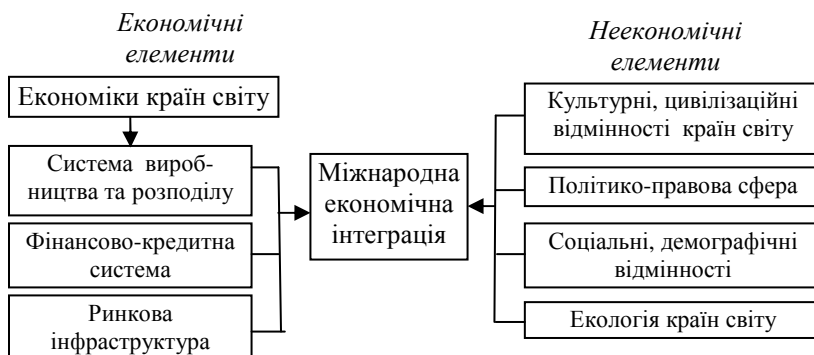 Економічні
елементи
Економіки країн світу
Система вироб-
ництва та розподілу
Фінансово-кредитна
система
Ринкова
інфраструктура
Міжнародна
економічна
інтеграція
Неекономічні
елементи
Культурні, цивілізаційні
відмінності країн світу
Політико-правова сфера
Соціальні, демографічні
відмінності
Екологія країн світу